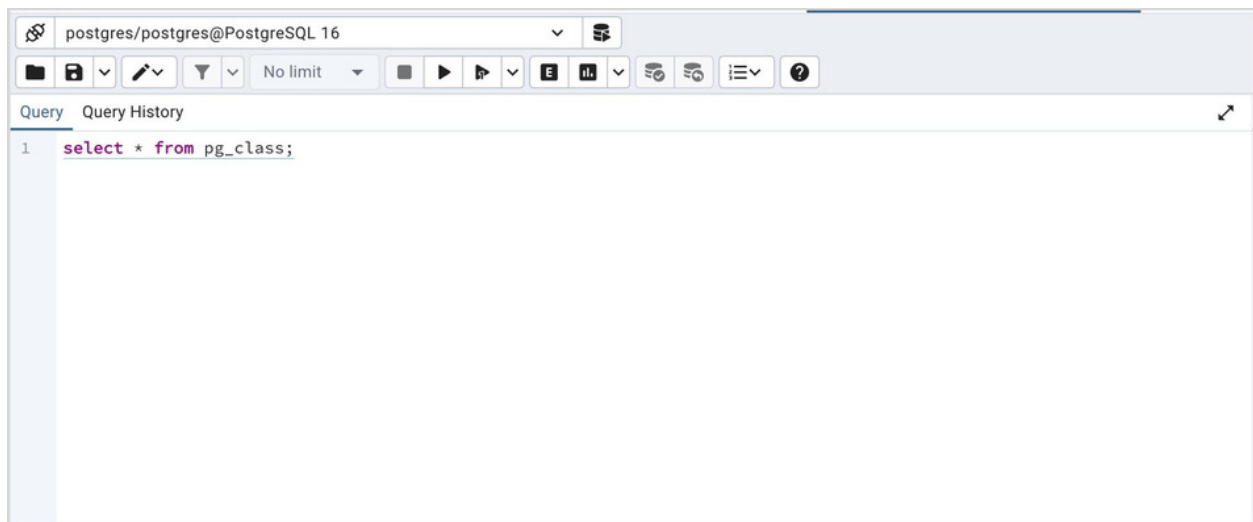 postgres/postgres@PostgreSQL 16
No limit
E
Query Query History
1 select * from pg_class;